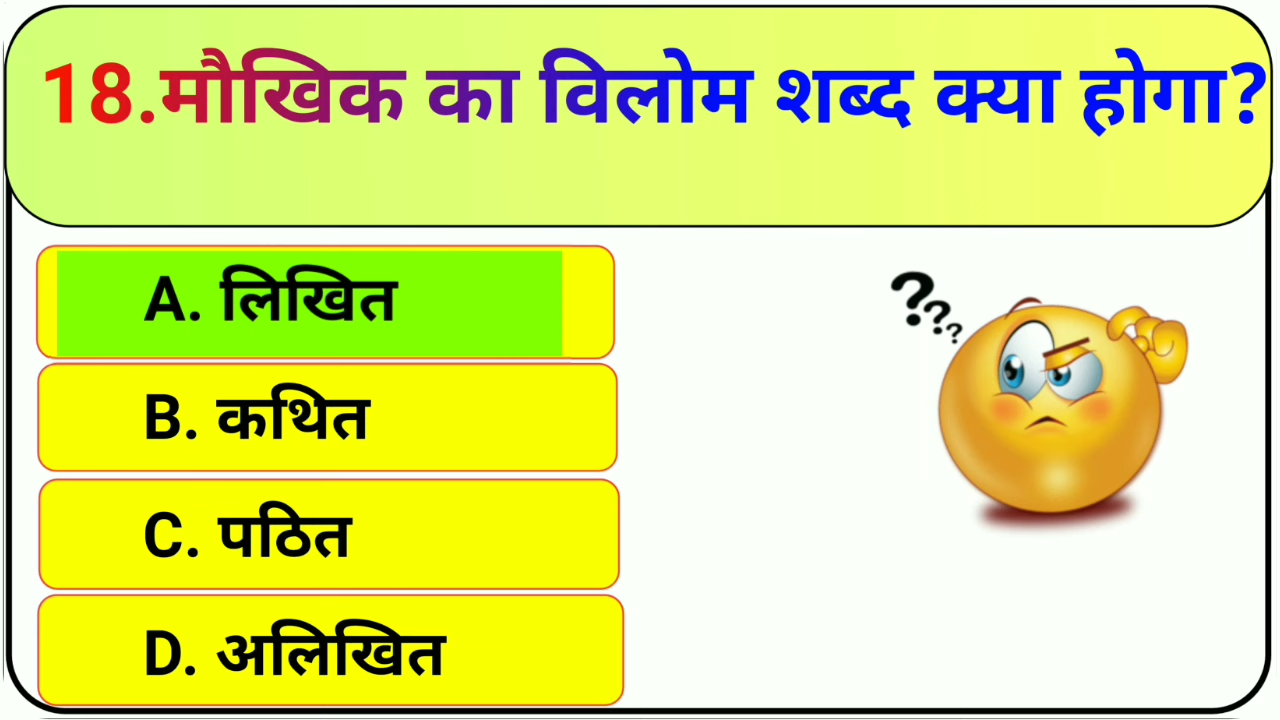 18.मौखिक का विलोम शब्द क्या होगा?
A. लिखित
B. कथित
C. पठित
D. अलिखित
???